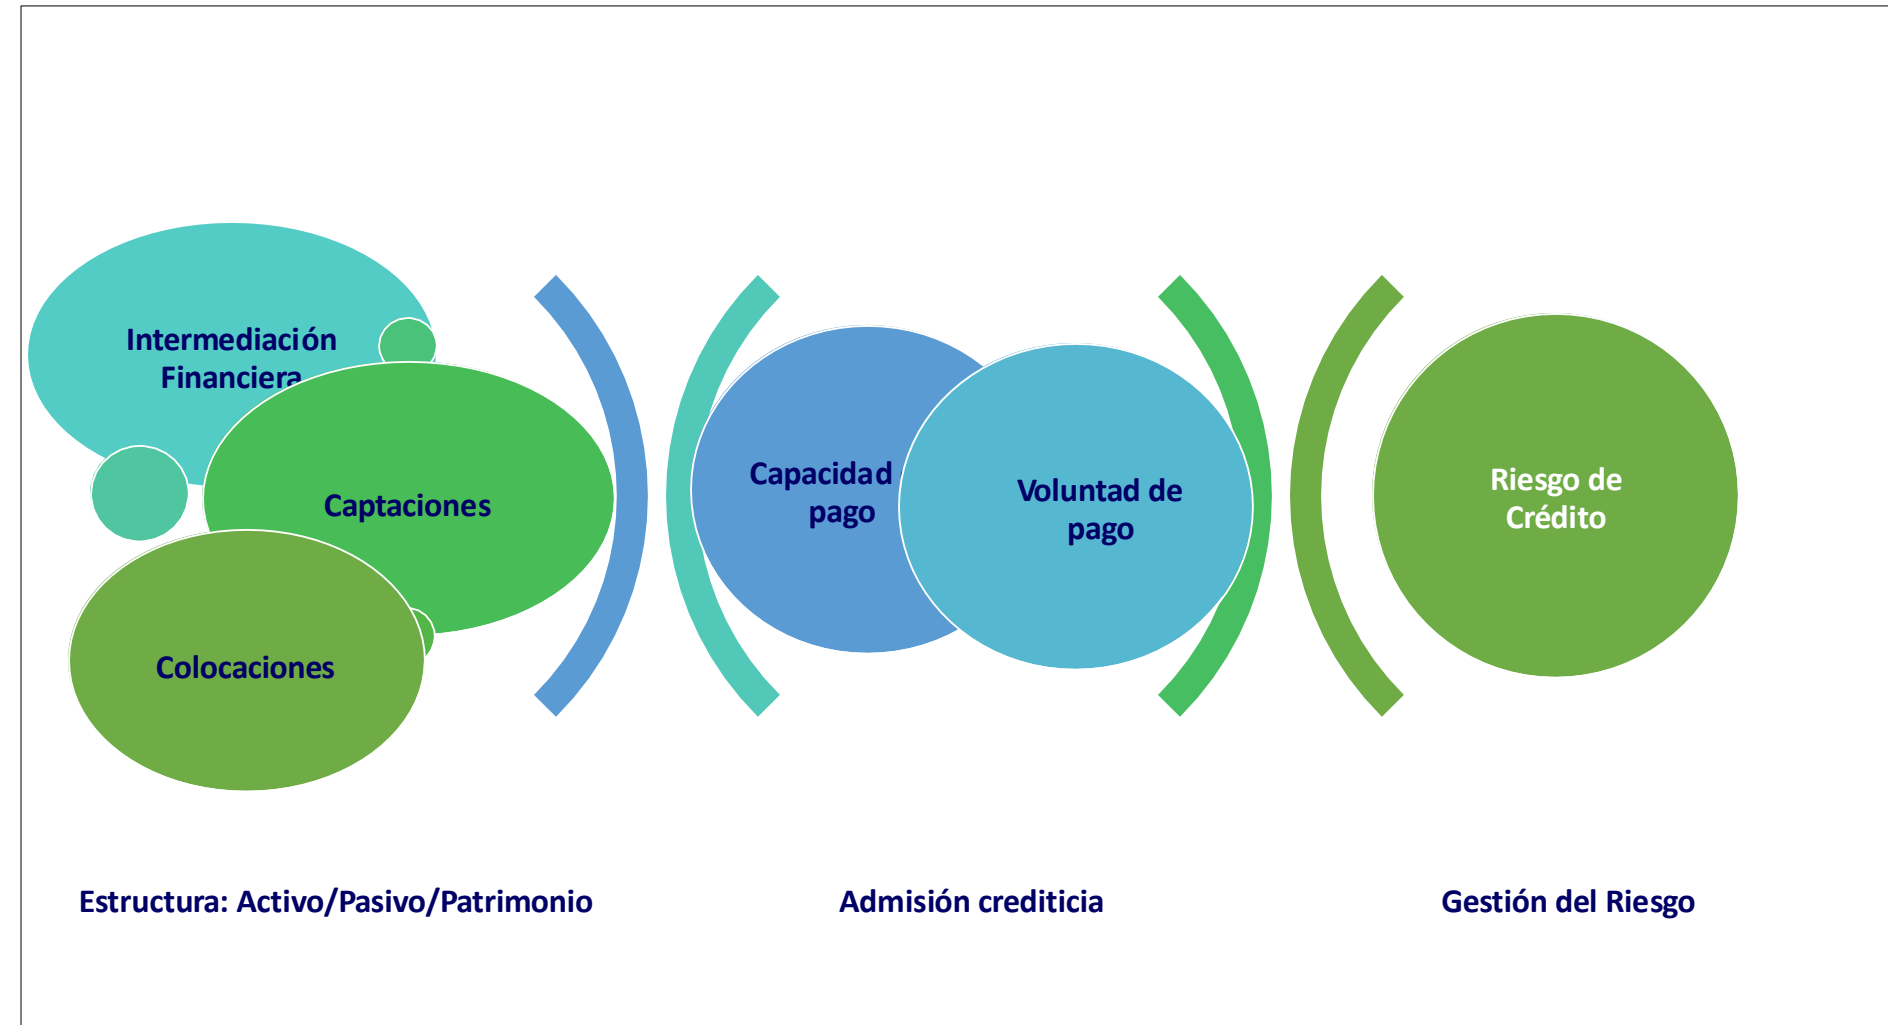 Intermediación
Financiera
Captaciones
Colocaciones
Capacidad
pago
Voluntad de
pago
Riesgo de
Crédito
Estructura: Activo/Pasivo/Patrimonio
Admisión crediticia
Gestión del Riesgo